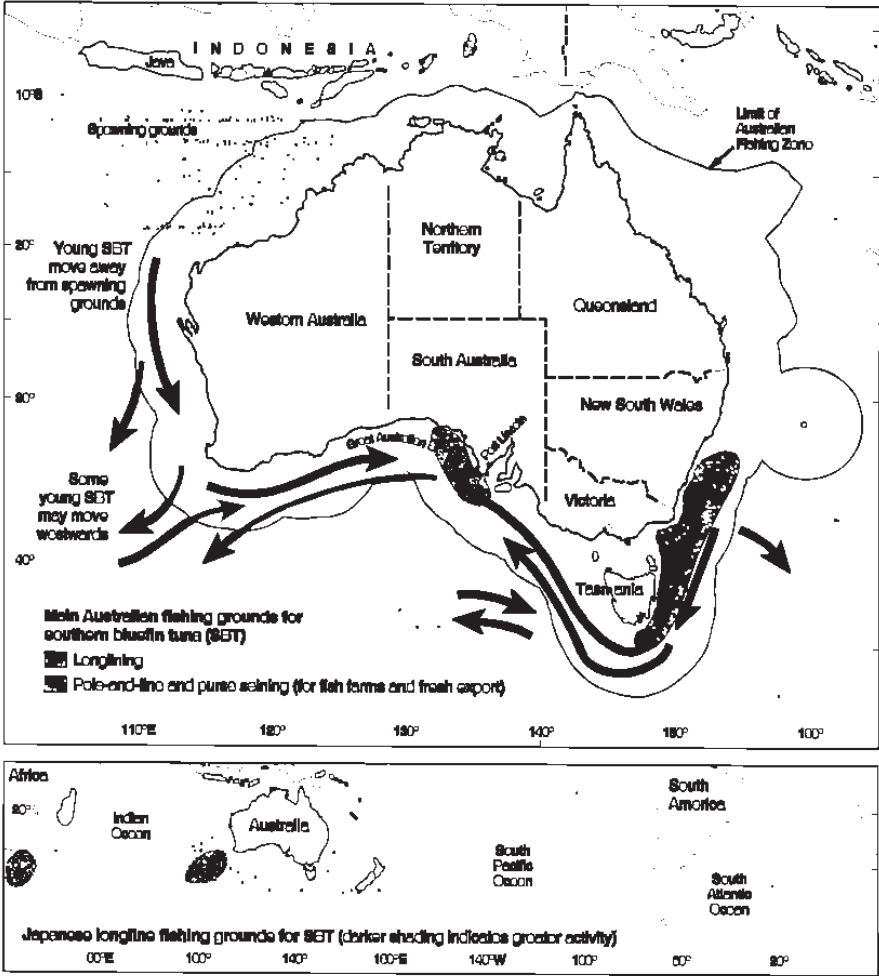 INDONESIA
Java
10°S
Spawning grounds
Limit of
Australian
Fishing Zone
20°
Young SBT
move away
from spawning
grounds
Northern
Territory
Western Australia
Queensland
South Australia
30°
New South Wales
Great Australian
Port Lincoln
Some
young SBT
may move
westwards
Victoria
40°
Tasmania
Main Australian fishing grounds for
southern bluefin tuna (SBT)
Longlining
Pole-and-line and purse seining (for fish farms and fresh export)
110°E
120°
130°
140°
150°
Africa
20°
Indian
Ocean
Australia
South
America
South
Pacific
Ocean
South
Atlantic
Ocean
Japanese longline fishing grounds for SBT (darker shading indicates greater activity)
100°
140°
140°W
100°
20°